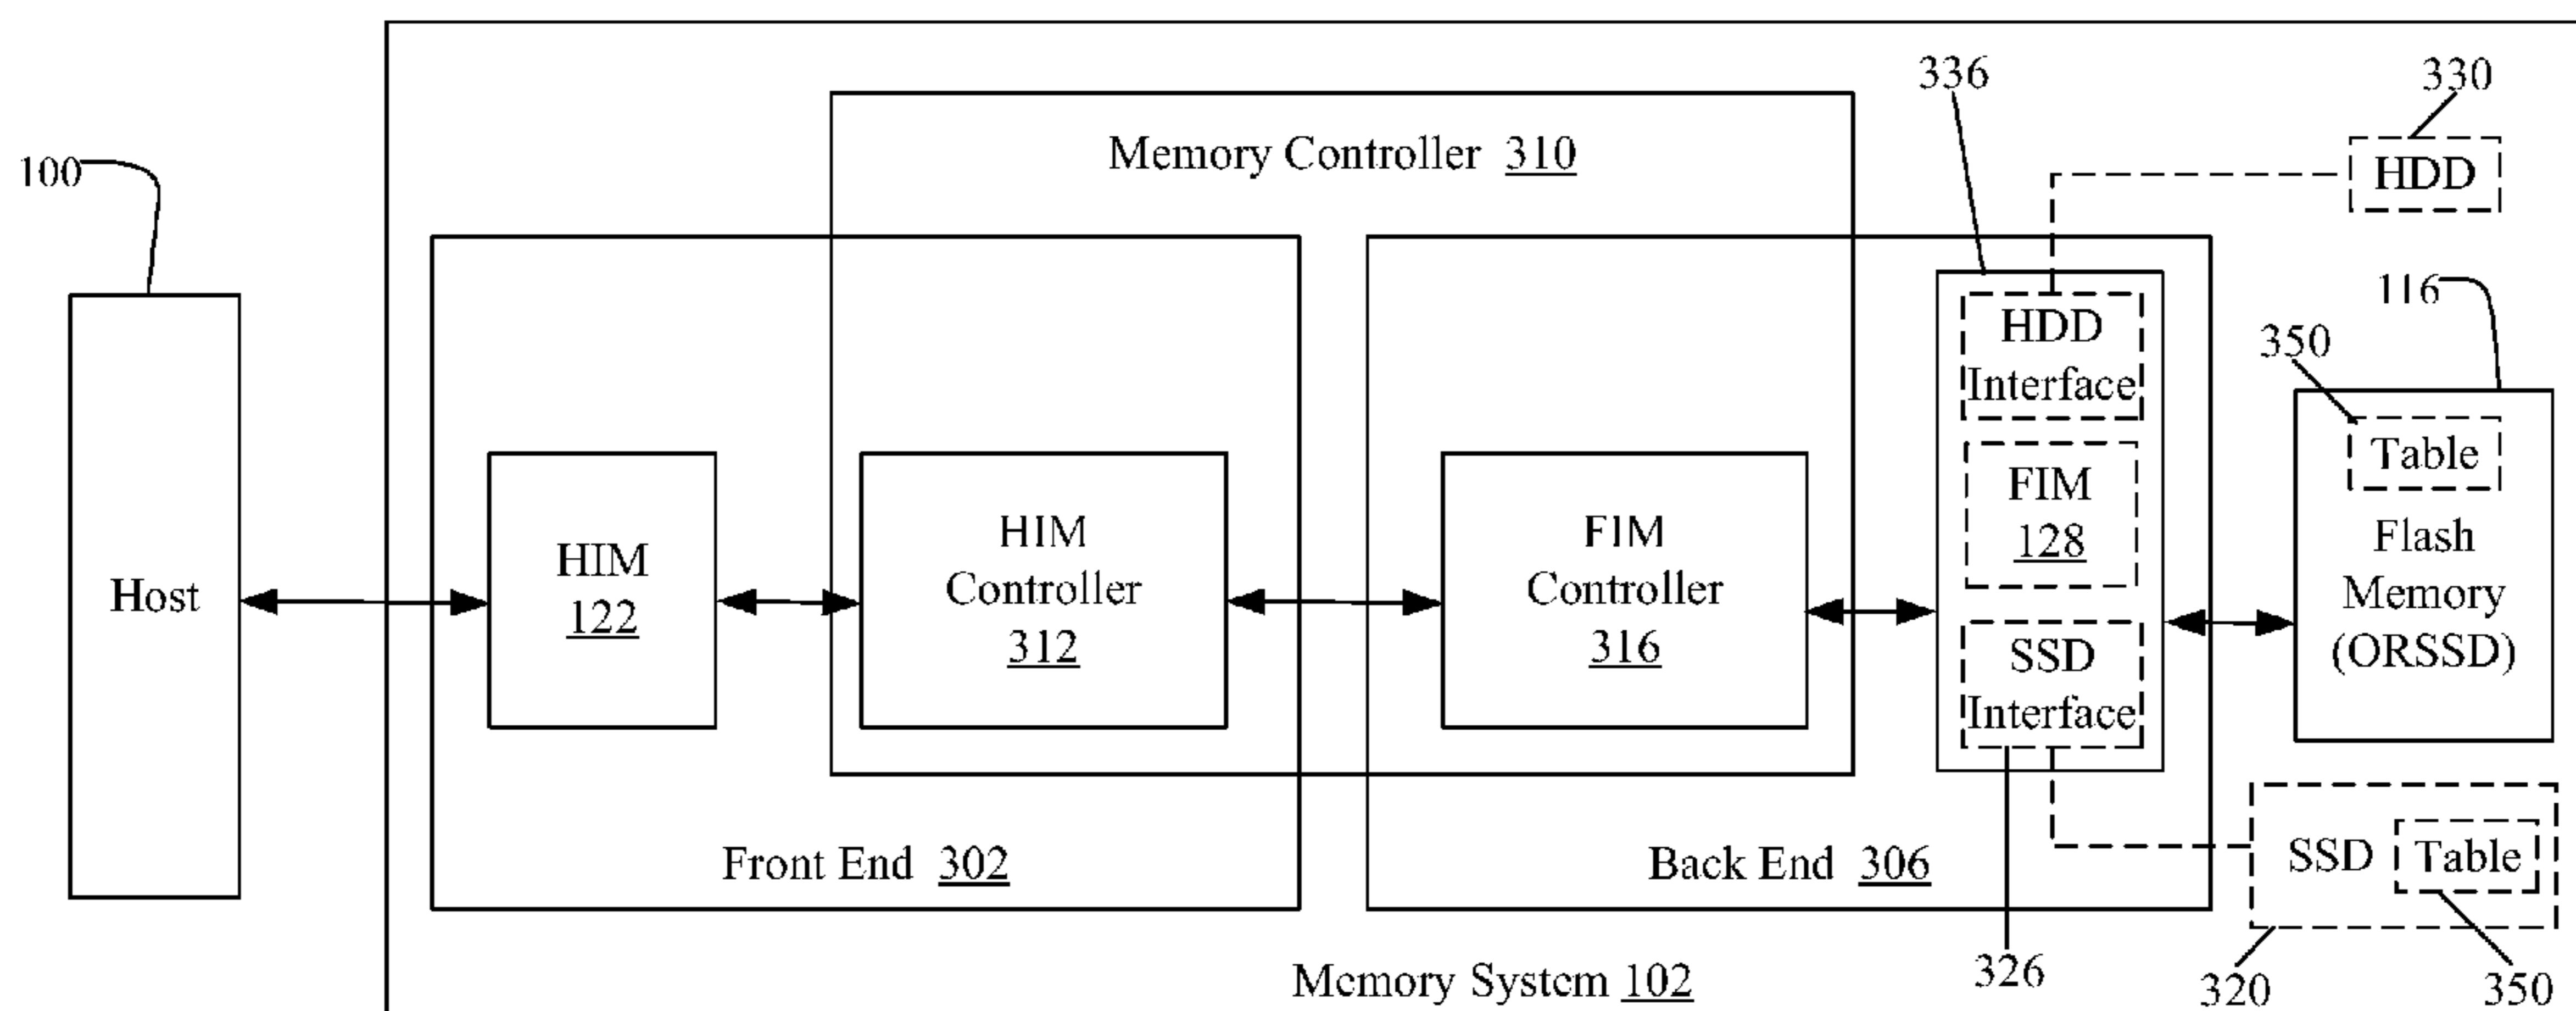 336
330
100
Memory Controller 310
HDD
116
HDD
Interface
350
Table
FIM
128
Flash
Memory
(ORSSD)
Host
HIM
122
HIM
Controller
312
FIM
Controller
316
SSD
Interface
Front End 302
Back End 306
SSD
Table
Memory System 102
326
320
350